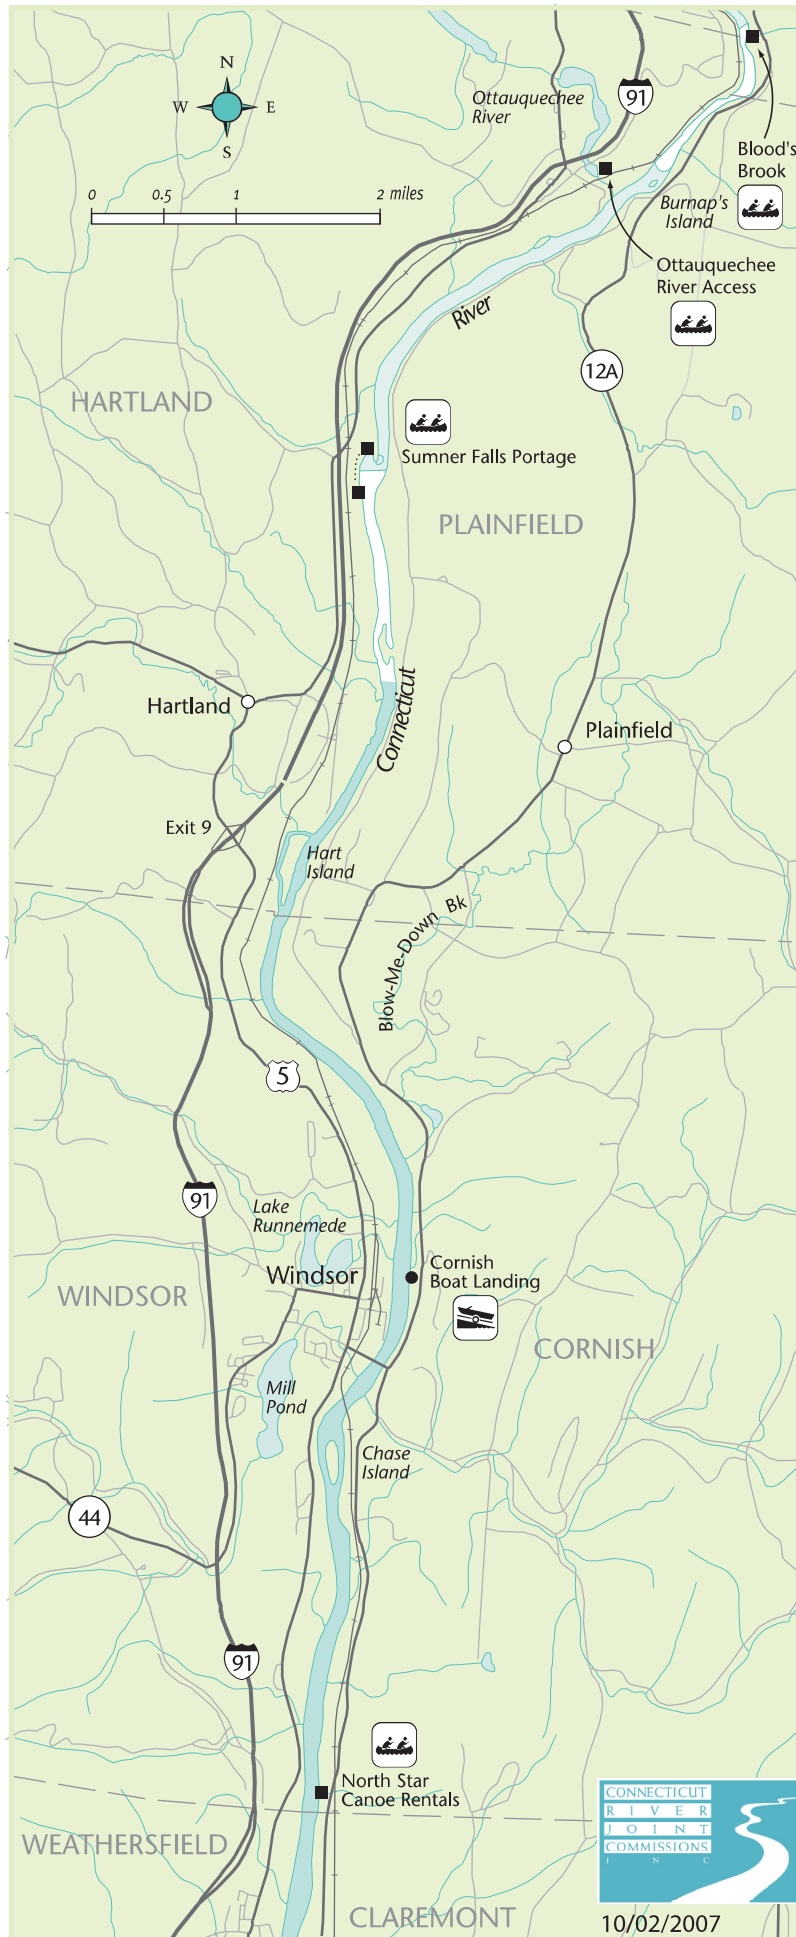 N
W E
S
0 0.5 1 2 miles
Ottauquechee
River
91
Blood's
Brook
Burnap's
Island
Ottauquechee
River Access
River
12A
HARTLAND
Sumner Falls Portage
PLAINFIELD
Connecticut
Hartland
Plainfield
Exit 9
Hart
Island
Blow-Me-Down Bk
5
91
Lake
Runnemede
Windsor
Cornish
Boat Landing
WINDSOR
CORNISH
Mill
Pond
Chase
Island
44
91
North Star
Canoe Rentals
WEATHERSFIELD
CLAREMONT
CONNECTICUT
RIVER
JOINT
COMMISSIONS
INC
10/02/2007